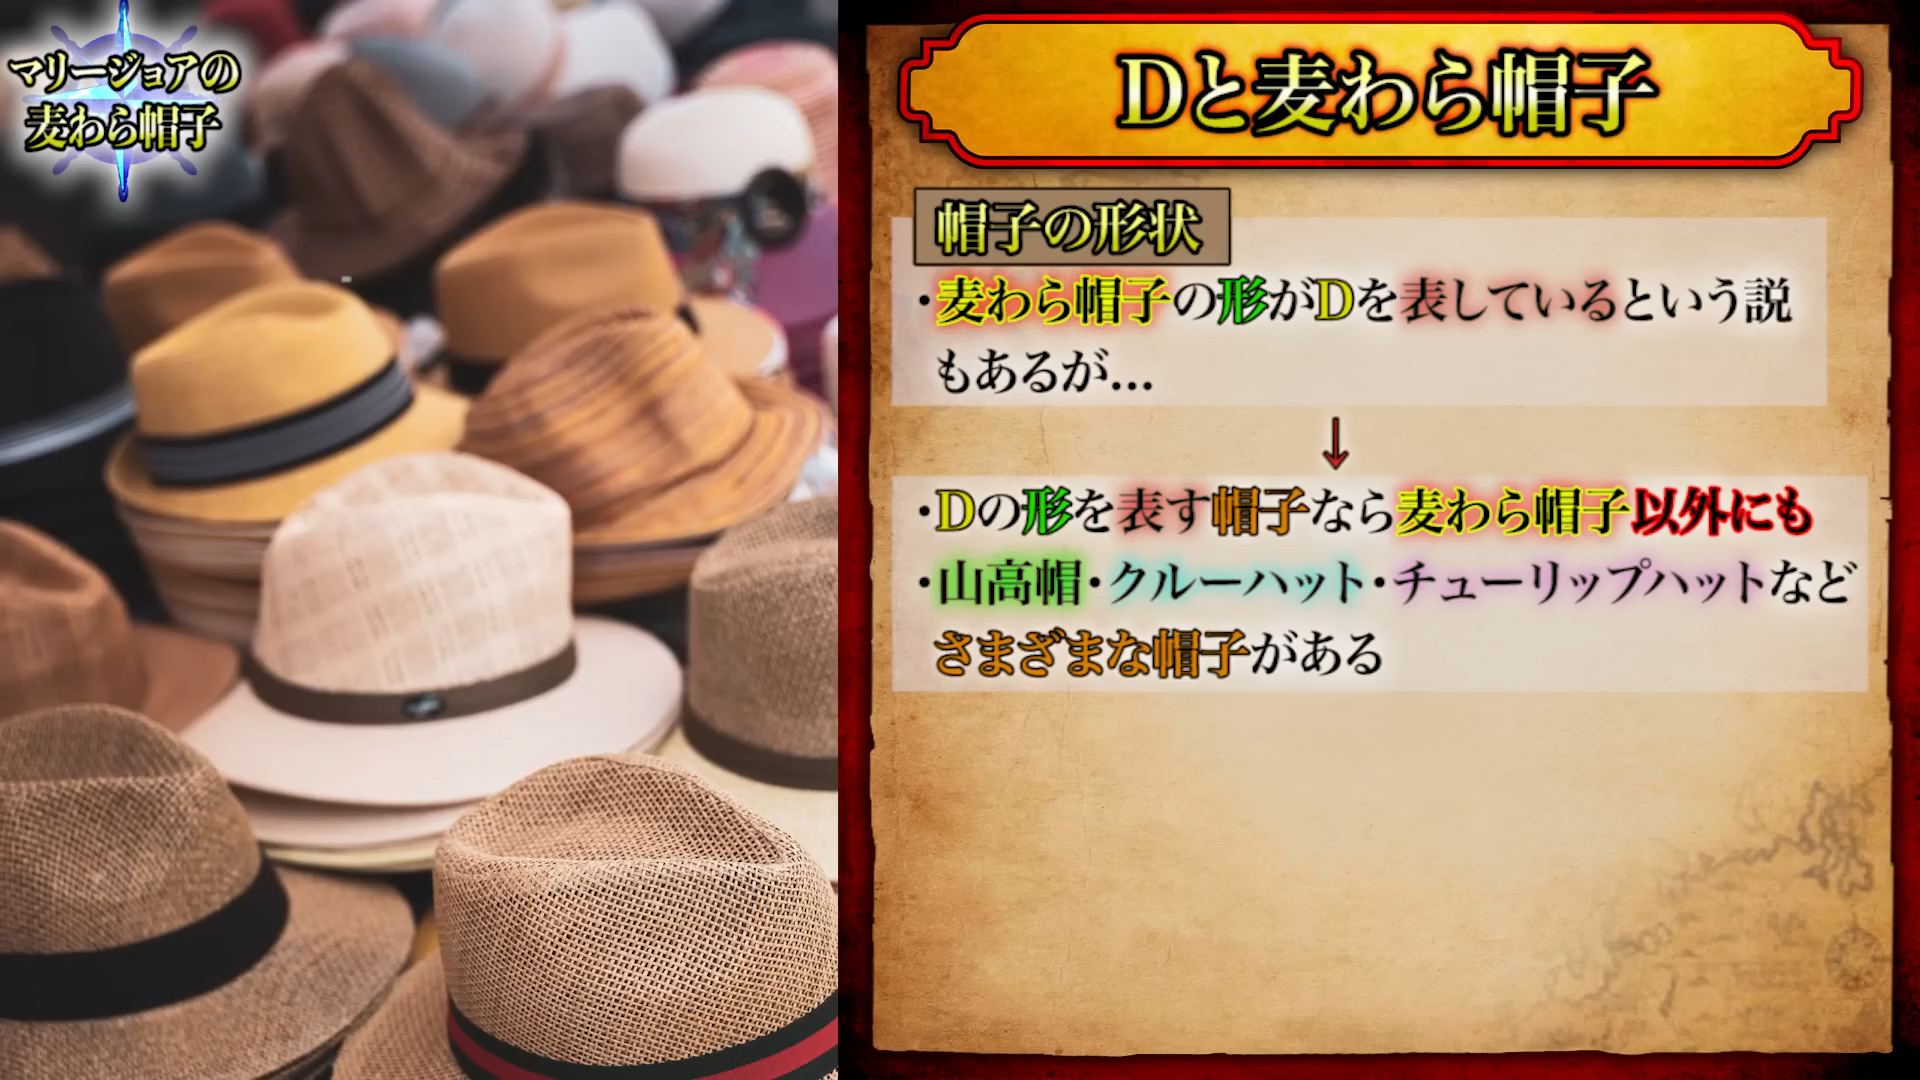 マリージョアの
麦わら帽子
Dと麦わら帽子
帽子の形状
・麦わら帽子の形がDを表しているという説
もあるが…
↓
・Dの形を表す帽子なら麦わら帽子以外にも
・山高帽・クルーハット・チューリップハットなど
さまざまな帽子がある